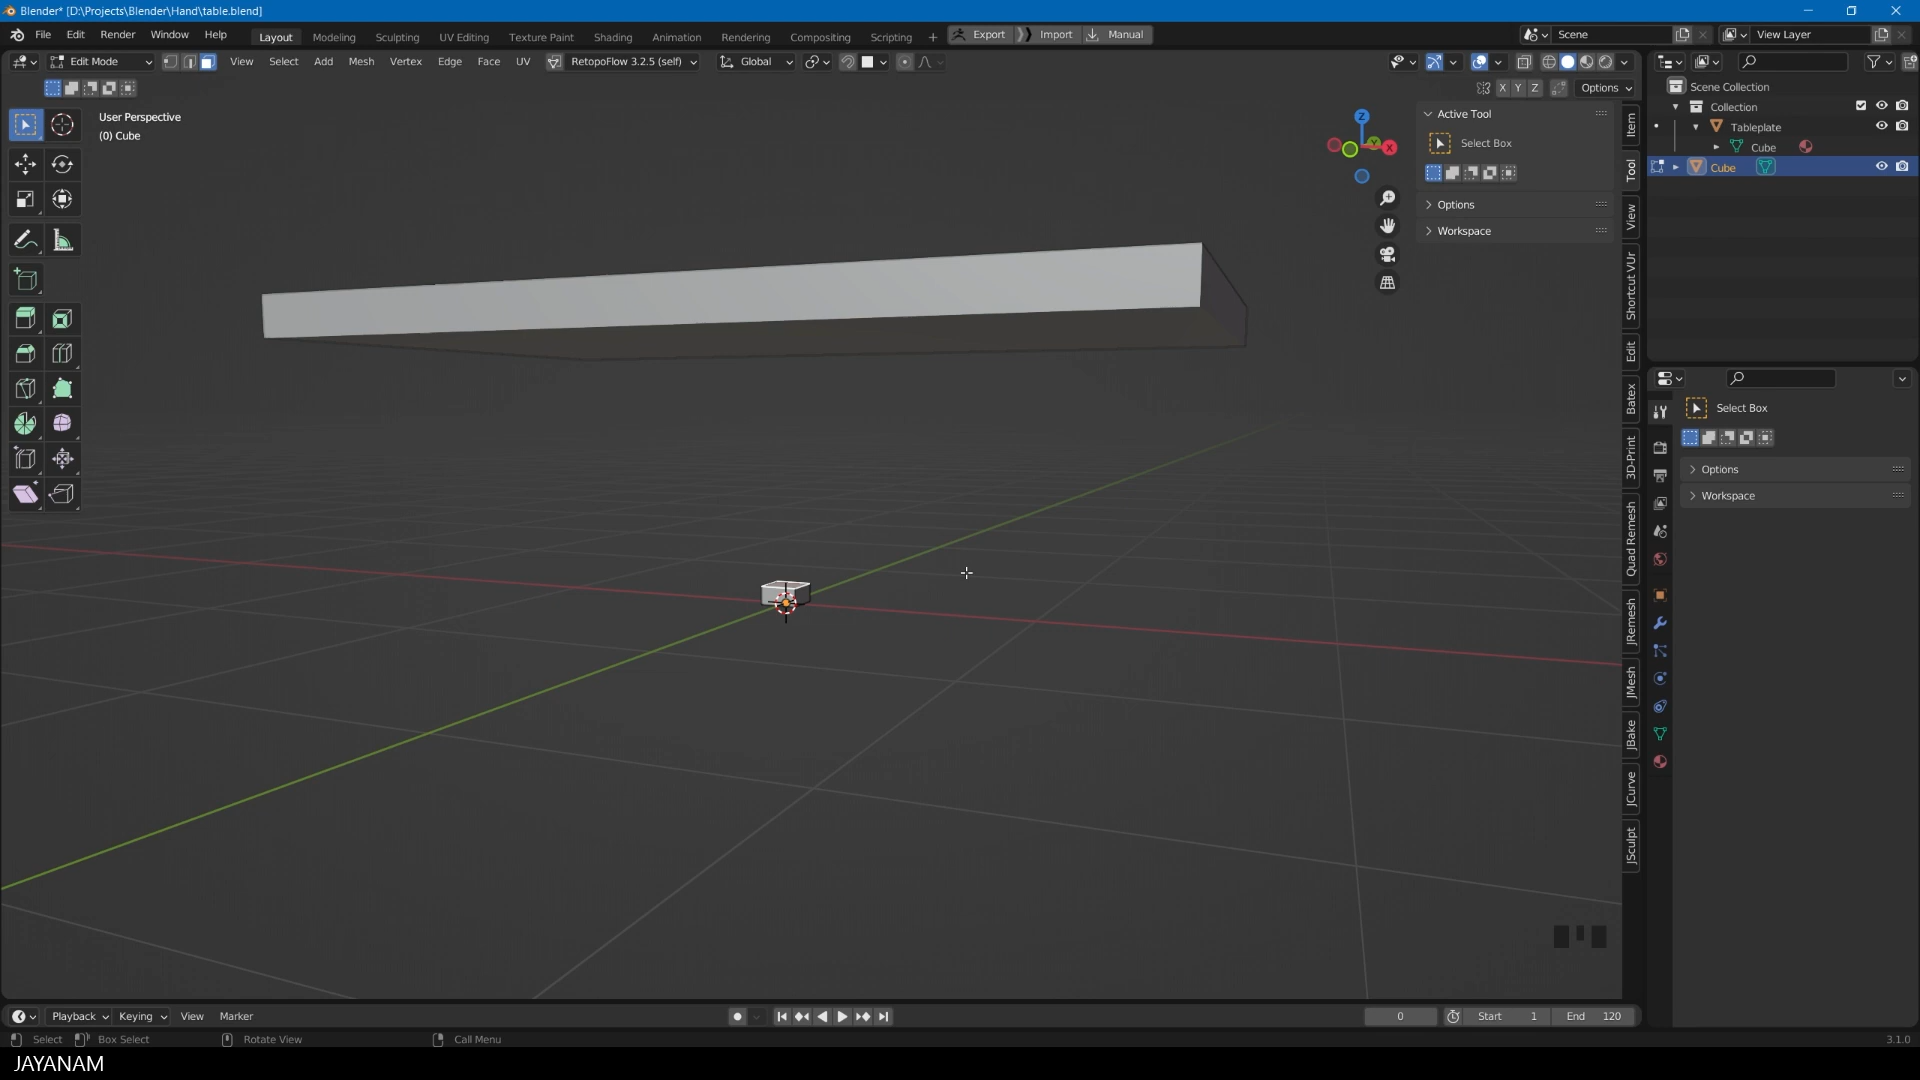 Blender* [D:\Projects\Blender\Hand\table.blend]
File Edit Render Window Help Layout Modeling Sculpting UV Editing Texture Paint Shading Animation Rendering Compositing Scripting + Export Import Manual Scene View Layer
Edit Mode View Select Add Mesh Vertex Edge Face UV RetopoFlow 3.2.5 (self) Global
X Y Z Options
User Perspective
(0) Cube
Z
Y
X
Active Tool
Select Box
Options
Workspace
Item
Tool
View
Shortcut VUr
Edit
Batex
3D-Print
Quad Remesh
JRemesh
JMesh
JBake
JCurve
JSculpt
Scene Collection
Collection
Tableplate
Cube
Cube
Select Box
Options
Workspace
Playback Keying View Marker 0 Start 1 End 120
Select Box Select Rotate View Call Menu 3.1.0
JAYANAM